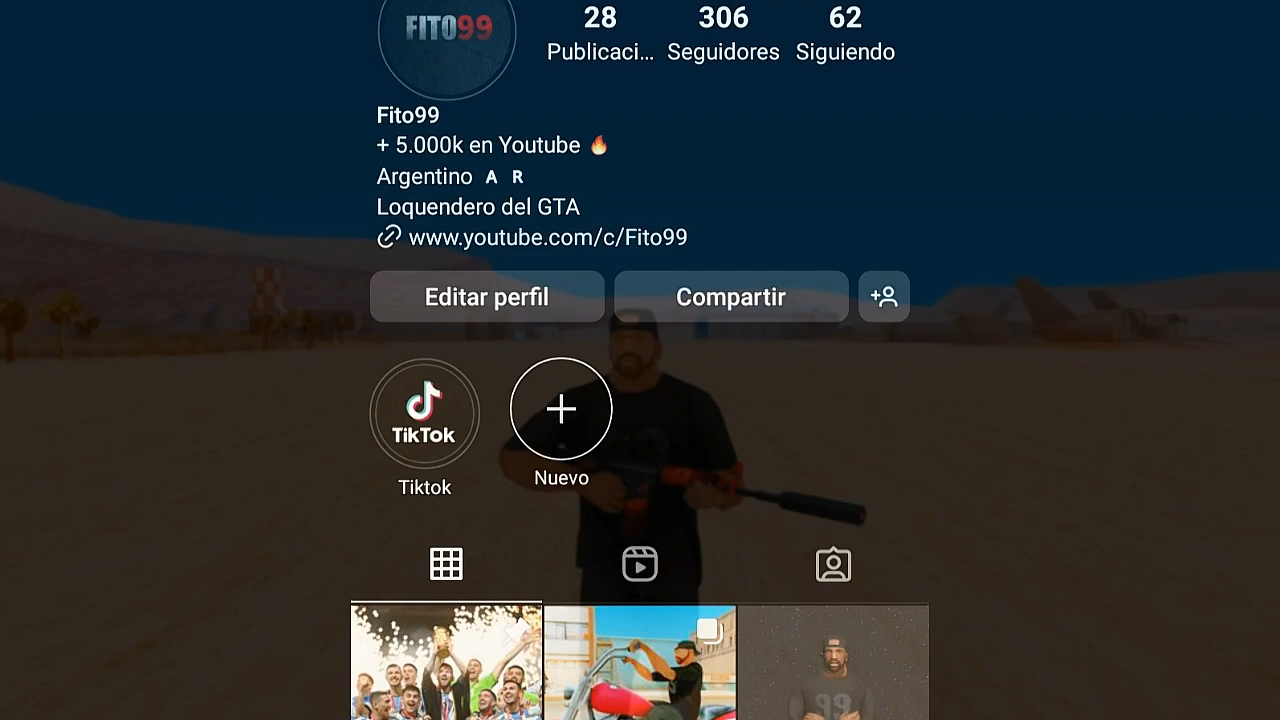 FITO99
28 306 62
Publicaci... Seguidores Siguiendo
Fito99
+ 5.000k en Youtube 🔥
Argentino A R
Loquendero del GTA
www.youtube.com/c/Fito99
Editar perfil Compartir
TikTok
Tiktok Nuevo
99